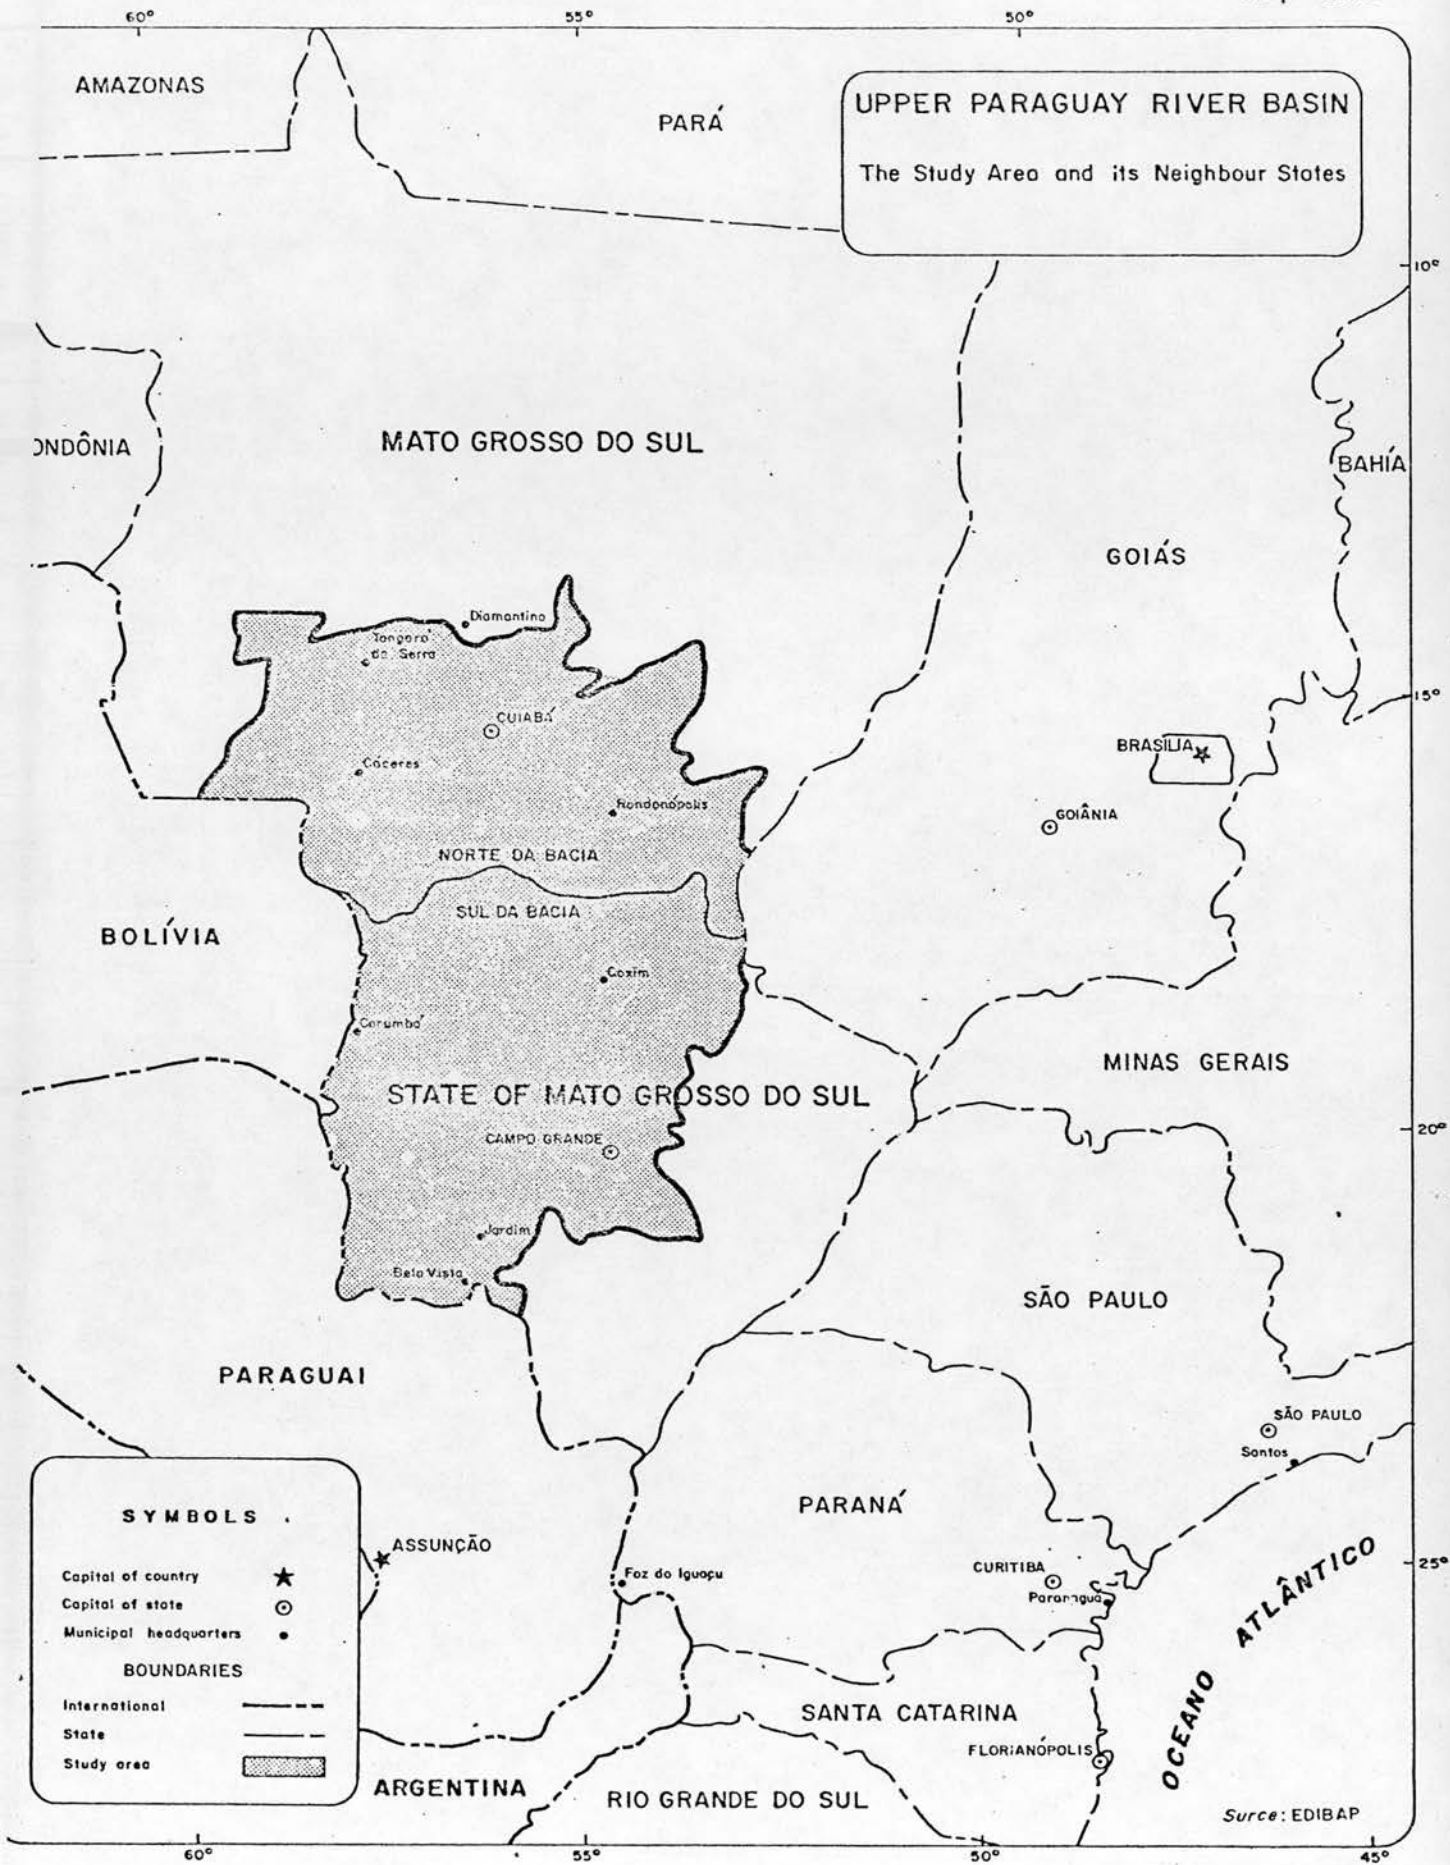 60° 55° 50°
AMAZONAS
PARÁ
UPPER PARAGUAY RIVER BASIN
The Study Area and its Neighbour States
10°
ONDÔNIA
MATO GROSSO DO SUL
BAHÍA
GOIÁS
Diamantino
Tangará
da Serra
15°
CUIABÁ
BRASÍLIA
Cáceres
Rondonópolis
GOIÂNIA
NORTE DA BACIA
SUL DA BACIA
BOLÍVIA
Coxim
Corumbá
MINAS GERAIS
STATE OF MATO GROSSO DO SUL
20°
CAMPO GRANDE
Jardim
Bela Vista
SÃO PAULO
PARAGUAI
SÃO PAULO
Santos
PARANÁ
SYMBOLS
ASSUNÇÃO
25°
Capital of country
Capital of state
Municipal headquarters
BOUNDARIES
International
State
Study area
Foz do Iguaçu
CURITIBA
Paranaguá
OCEANO ATLÂNTICO
SANTA CATARINA
FLORIANÓPOLIS
ARGENTINA
RIO GRANDE DO SUL
Surce: EDIBAP
60° 55° 50° 45°